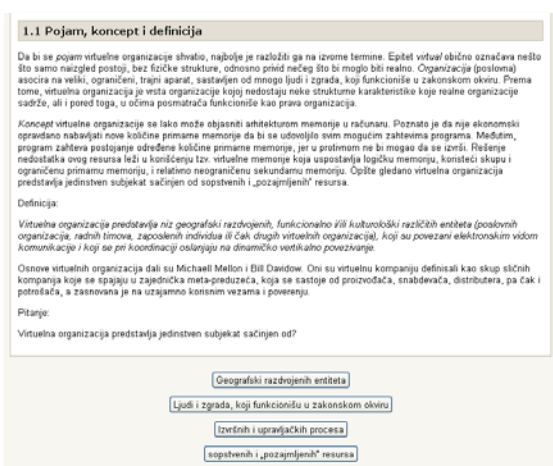 1.1 Pojam, koncept i definicija
Da bi se pojam virtuelne organizacije shvatio, najbolje je razložiti ga na izvorne termine. Epitet virtual obično označava nešto
što samo naizgled postoji, bez fizičke strukture, odnosno privid nečeg što bi moglo biti realno. Organizacija (poslovna)
asocira na veliki, ograničeni, trajni aparat, sastavljen od mnogo ljudi i zgrada, koji funkcioniše u zakonskom okviru. Prema
tome, virtuelna organizacija je vrsta organizacije kojoj nedostaju neke strukturne karakteristike koje realne organizacije
sadrže, ali i pored toga, u očima posmatrača funkcioniše kao prava organizacija.
Koncept virtuelne organizacije se lako može objasniti arhitekturom memorije u računaru. Poznato je da nije ekonomski
opravdano nabavljati nove količine primarne memorije da bi se udovoljilo svim mogućim zahtevima programa. Međutim,
program zahteva postojanje određene količine primarne memorije, jer u protivnom ne bi mogao da se izvrši. Rešenje
nedostatka ovog resursa leži u korišćenju tzv. virtuelne memorije koja uspostavlja logičku memoriju, koristeći skupu i
ograničenu primarnu memoriju, i relativno neograničenu sekundarnu memoriju. Opšte gledano virtuelna organizacija
predstavlja jedinstven subjekat sačinjen od sopstvenih i „pozajmljenih" resursa.
Definicija:
Virtuelna organizacija predstavlja niz geografski razdvojenih, funkcionalno i/ili kulturološki različitih entiteta (poslovnih
organizacija, radnih timova, zaposlenih individua ili čak drugih virtuelnih organizacija), koji su povezani elektronskim vidom
komunikacije i koji se pri koordinaciji oslanjaju na dinamičko vertikalno povezivanje.
Osnove virtuelnih organizacija dali su Michaell Mellon i Bill Davidow. Oni su virtuelnu kompaniju definisali kao skup sličnih
kompanija koje se spajaju u zajednička meta-preduzeća, koja se sastoje od proizvođača, snabdevača, distributera, pa čak i
potrošača, a zasnovana je na uzajamno korisnim vezama i poverenju.
Pitanje:
Virtuelna organizacija predstavlja jedinstven subjekat sačinjen od?
Geografski razdvojenih entiteta
Ljudi i zgrada, koji funkcionišu u zakonskom okviru
Izvršnih i upravljačkih procesa
sopstvenih i „pozajmljenih" resursa